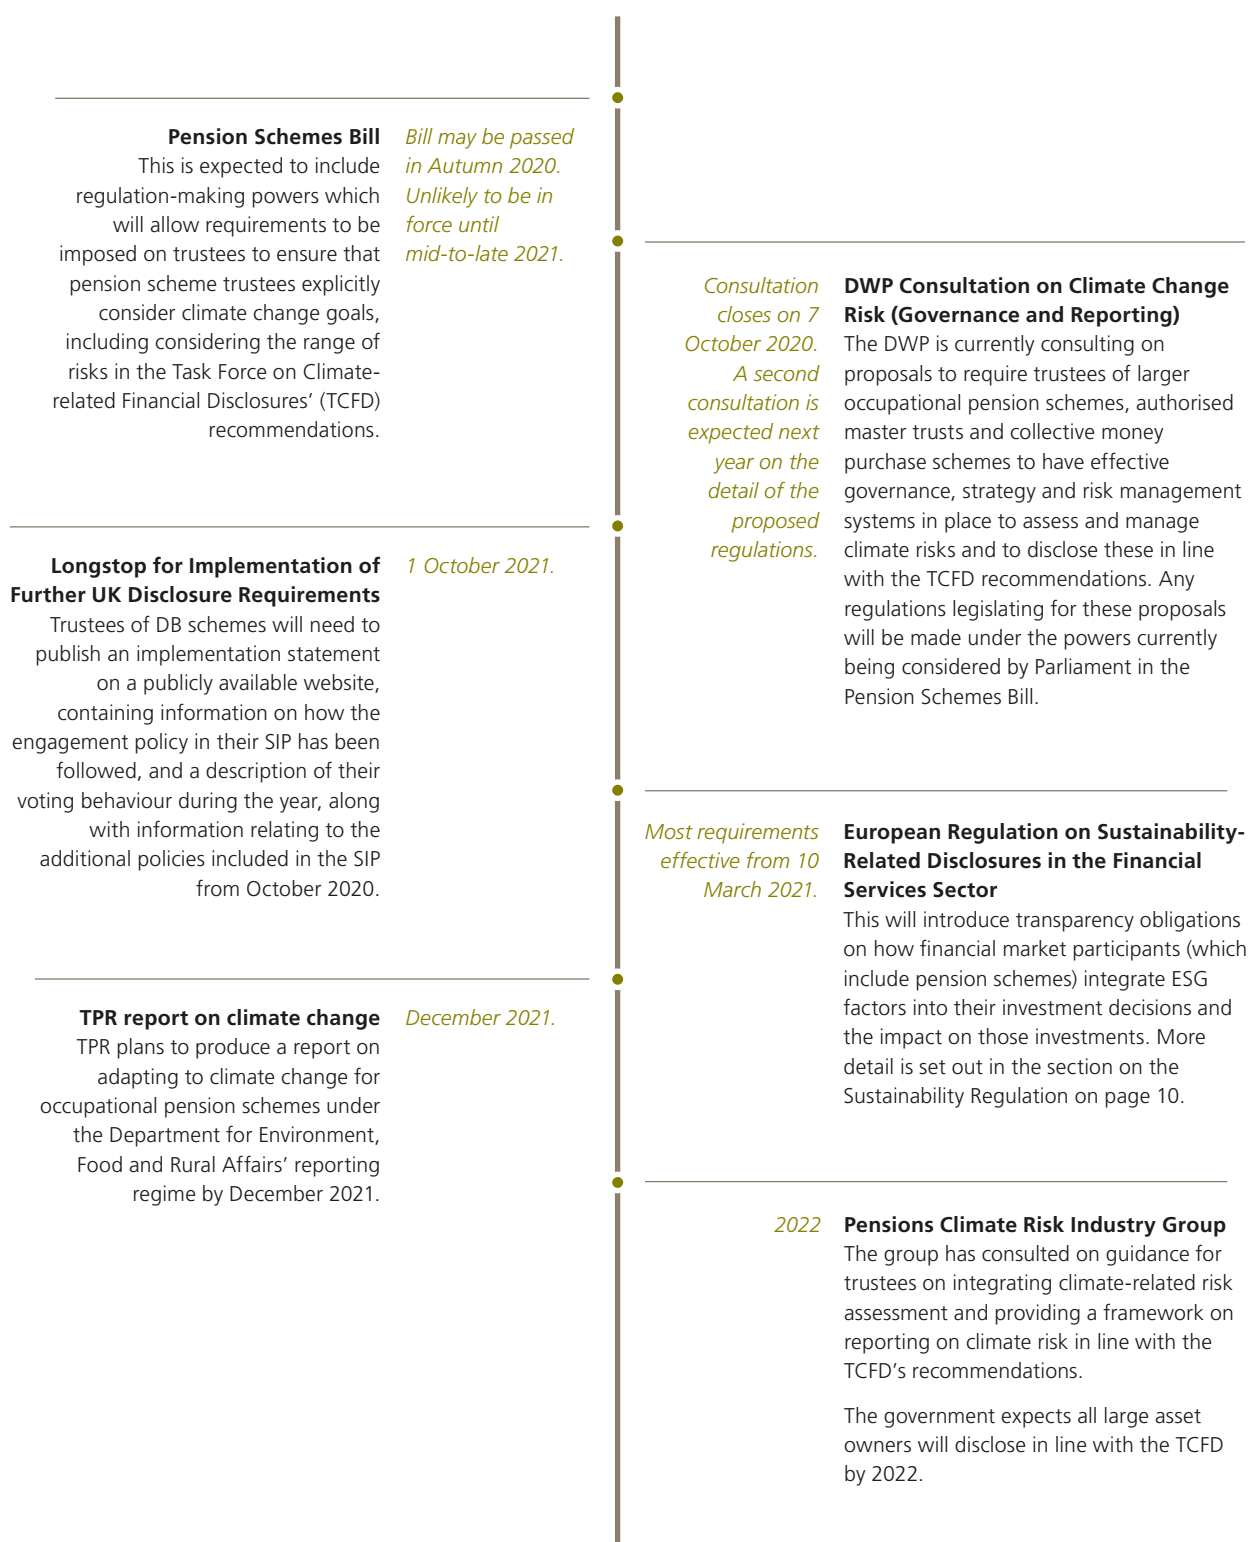 Pension Schemes Bill
This is expected to include
regulation-making powers which
will allow requirements to be
imposed on trustees to ensure that
pension scheme trustees explicitly
consider climate change goals,
including considering the range of
risks in the Task Force on Climate-
related Financial Disclosures’ (TCFD)
recommendations.
Bill may be passed
in Autumn 2020.
Unlikely to be in
force until
mid-to-late 2021.
Consultation
closes on 7
October 2020.
A second
consultation is
expected next
year on the
detail of the
proposed
regulations.
DWP Consultation on Climate Change
Risk (Governance and Reporting)
The DWP is currently consulting on
proposals to require trustees of larger
occupational pension schemes, authorised
master trusts and collective money
purchase schemes to have effective
governance, strategy and risk management
systems in place to assess and manage
climate risks and to disclose these in line
with the TCFD recommendations. Any
regulations legislating for these proposals
will be made under the powers currently
being considered by Parliament in the
Pension Schemes Bill.
Longstop for Implementation of
Further UK Disclosure Requirements
Trustees of DB schemes will need to
publish an implementation statement
on a publicly available website,
containing information on how the
engagement policy in their SIP has been
followed, and a description of their
voting behaviour during the year, along
with information relating to the
additional policies included in the SIP
from October 2020.
1 October 2021.
Most requirements
effective from 10
March 2021.
European Regulation on Sustainability-
Related Disclosures in the Financial
Services Sector
This will introduce transparency obligations
on how financial market participants (which
include pension schemes) integrate ESG
factors into their investment decisions and
the impact on those investments. More
detail is set out in the section on the
Sustainability Regulation on page 10.
TPR report on climate change
TPR plans to produce a report on
adapting to climate change for
occupational pension schemes under
the Department for Environment,
Food and Rural Affairs’ reporting
regime by December 2021.
December 2021.
2022
Pensions Climate Risk Industry Group
The group has consulted on guidance for
trustees on integrating climate-related risk
assessment and providing a framework on
reporting on climate risk in line with the
TCFD’s recommendations.
The government expects all large asset
owners will disclose in line with the TCFD
by 2022.